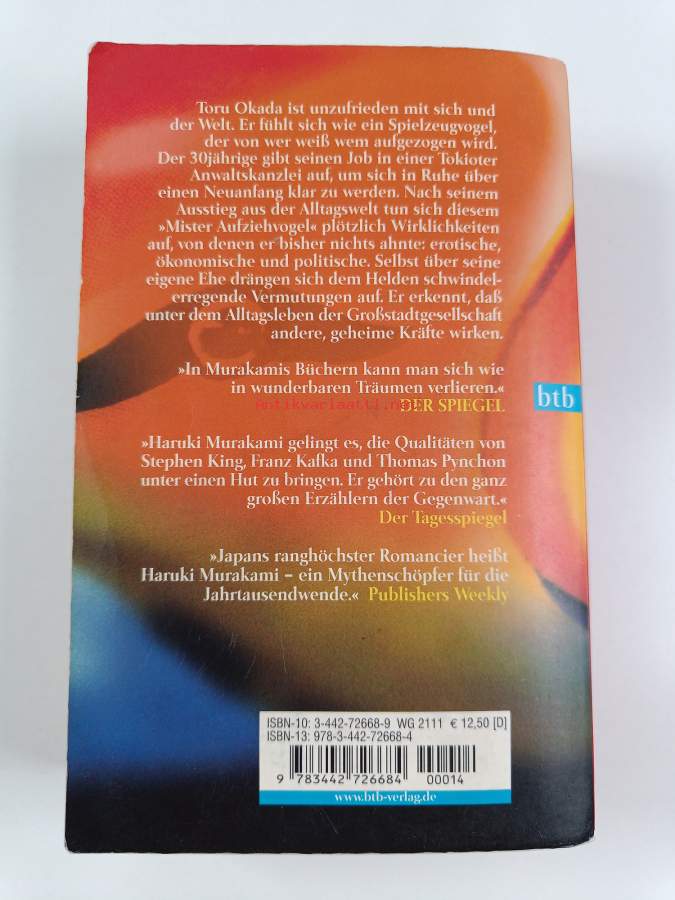 Toru Okada ist unzufrieden mit sich und
der Welt. Er fühlt sich wie ein Spielzeugvogel,
der von wer weiß wem aufgezogen wird.
Der 30jährige gibt seinen Job in einer Tokioter
Anwaltskanzlei auf, um sich in Ruhe über
einen Neuanfang klar zu werden. Nach seinem
Ausstieg aus der Alltagswelt tun sich diesem
»Mister Aufziehvogel« plötzlich Wirklichkeiten
auf, von denen er bisher nichts ahnte: erotische,
ökonomische und politische. Selbst über seine
eigene Ehe drängen sich dem Helden schwindel-
erregende Vermutungen auf. Er erkennt, daß
unter dem Alltagsleben der Großstadtgesellschaft
andere, geheime Kräfte wirken.
»In Murakamis Büchern kann man sich wie
in wunderbaren Träumen verlieren.«
DER SPIEGEL
Antikvariaatti.net
btb
»Haruki Murakami gelingt es, die Qualitäten von
Stephen King, Franz Kafka und Thomas Pynchon
unter einen Hut zu bringen. Er gehört zu den ganz
großen Erzählern der Gegenwart.«
Der Tagesspiegel
»Japans ranghöchster Romancier heißt
Haruki Murakami – ein Mythenschöpfer für die
Jahrtausendwende.« Publishers Weekly
ISBN-10: 3-442-72668-9 WG 2111 € 12,50 [D]
ISBN-13: 978-3-442-72668-4
9 783442 726684 00014
www.btb-verlag.de